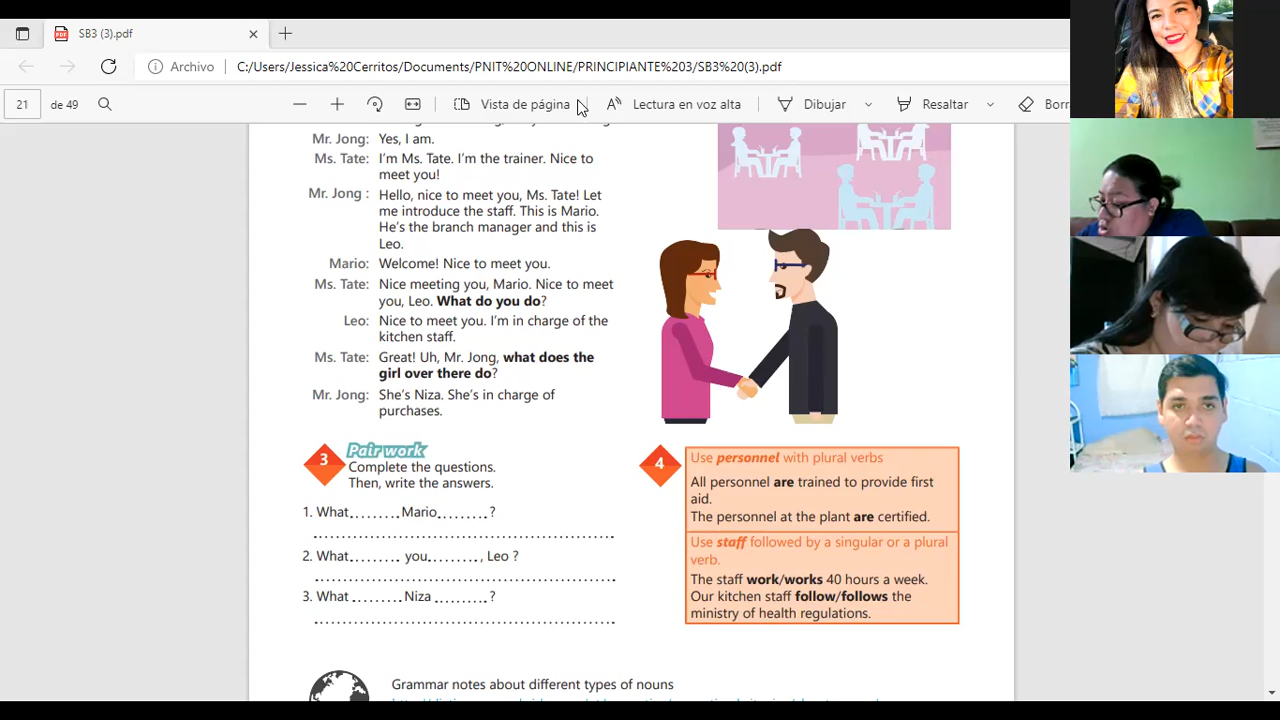 SB3 (3).pdf
Archivo
C:/Users/Jessica%20Cerritos/Documents/PNIT%20ONLINE/PRINCIPIANTE%203/SB3%20(3).pdf
21 de 49
Vista de página
Lectura en voz alta
Dibujar
Resaltar
Borr
Mr. Jong: Yes, I am.
Ms. Tate: I'm Ms. Tate. I'm the trainer. Nice to
meet you!
Mr. Jong : Hello, nice to meet you, Ms. Tate! Let
me introduce the staff. This is Mario.
He's the branch manager and this is
Leo.
Mario: Welcome! Nice to meet you.
Ms. Tate: Nice meeting you, Mario. Nice to meet
you, Leo. What do you do?
Leo: Nice to meet you. I'm in charge of the
kitchen staff.
Ms. Tate: Great! Uh, Mr. Jong, what does the
girl over there do?
Mr. Jong: She's Niza. She's in charge of
purchases.
3 Pair work
Complete the questions.
Then, write the answers.
1. What........Mario........?
2. What........ you........, Leo ?
3. What ........Niza ........?
4
Use personnel with plural verbs
All personnel are trained to provide first
aid.
The personnel at the plant are certified.
Use staff followed by a singular or a plural
verb.
The staff work/works 40 hours a week.
Our kitchen staff follow/follows the
ministry of health regulations.
Grammar notes about different types of nouns